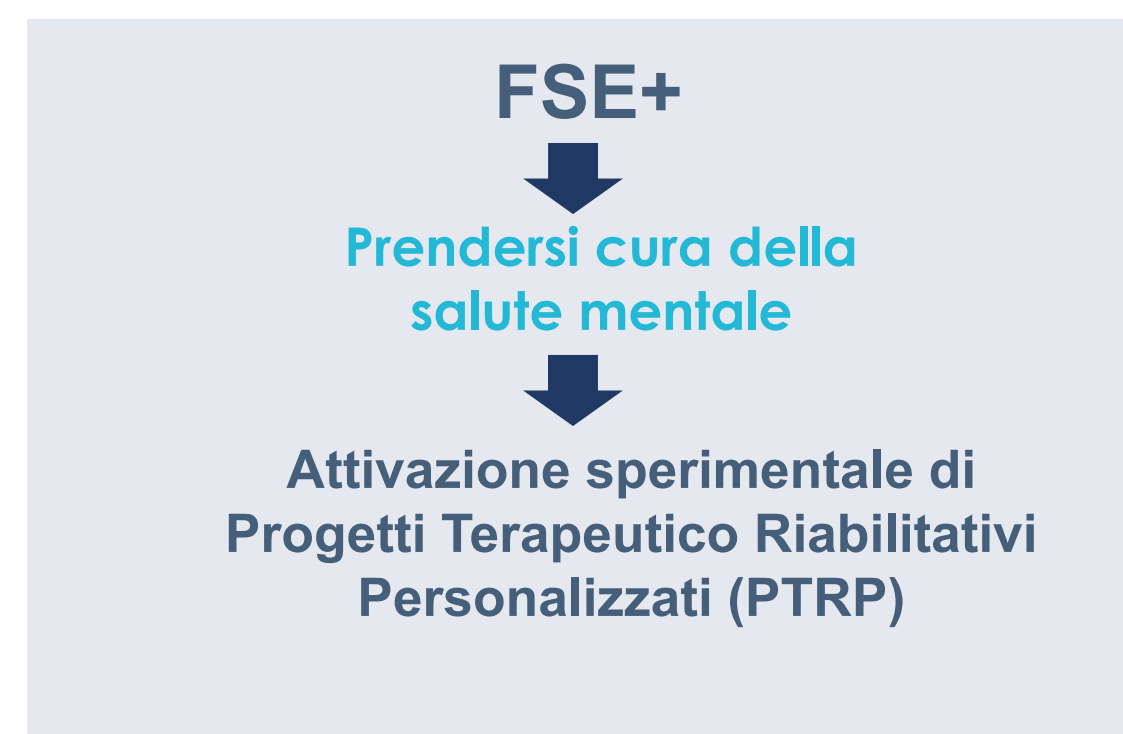 FSE+
Prendersi cura della
salute mentale
Attivazione sperimentale di
Progetti Terapeutico Riabilitativi
Personalizzati (PTRP)